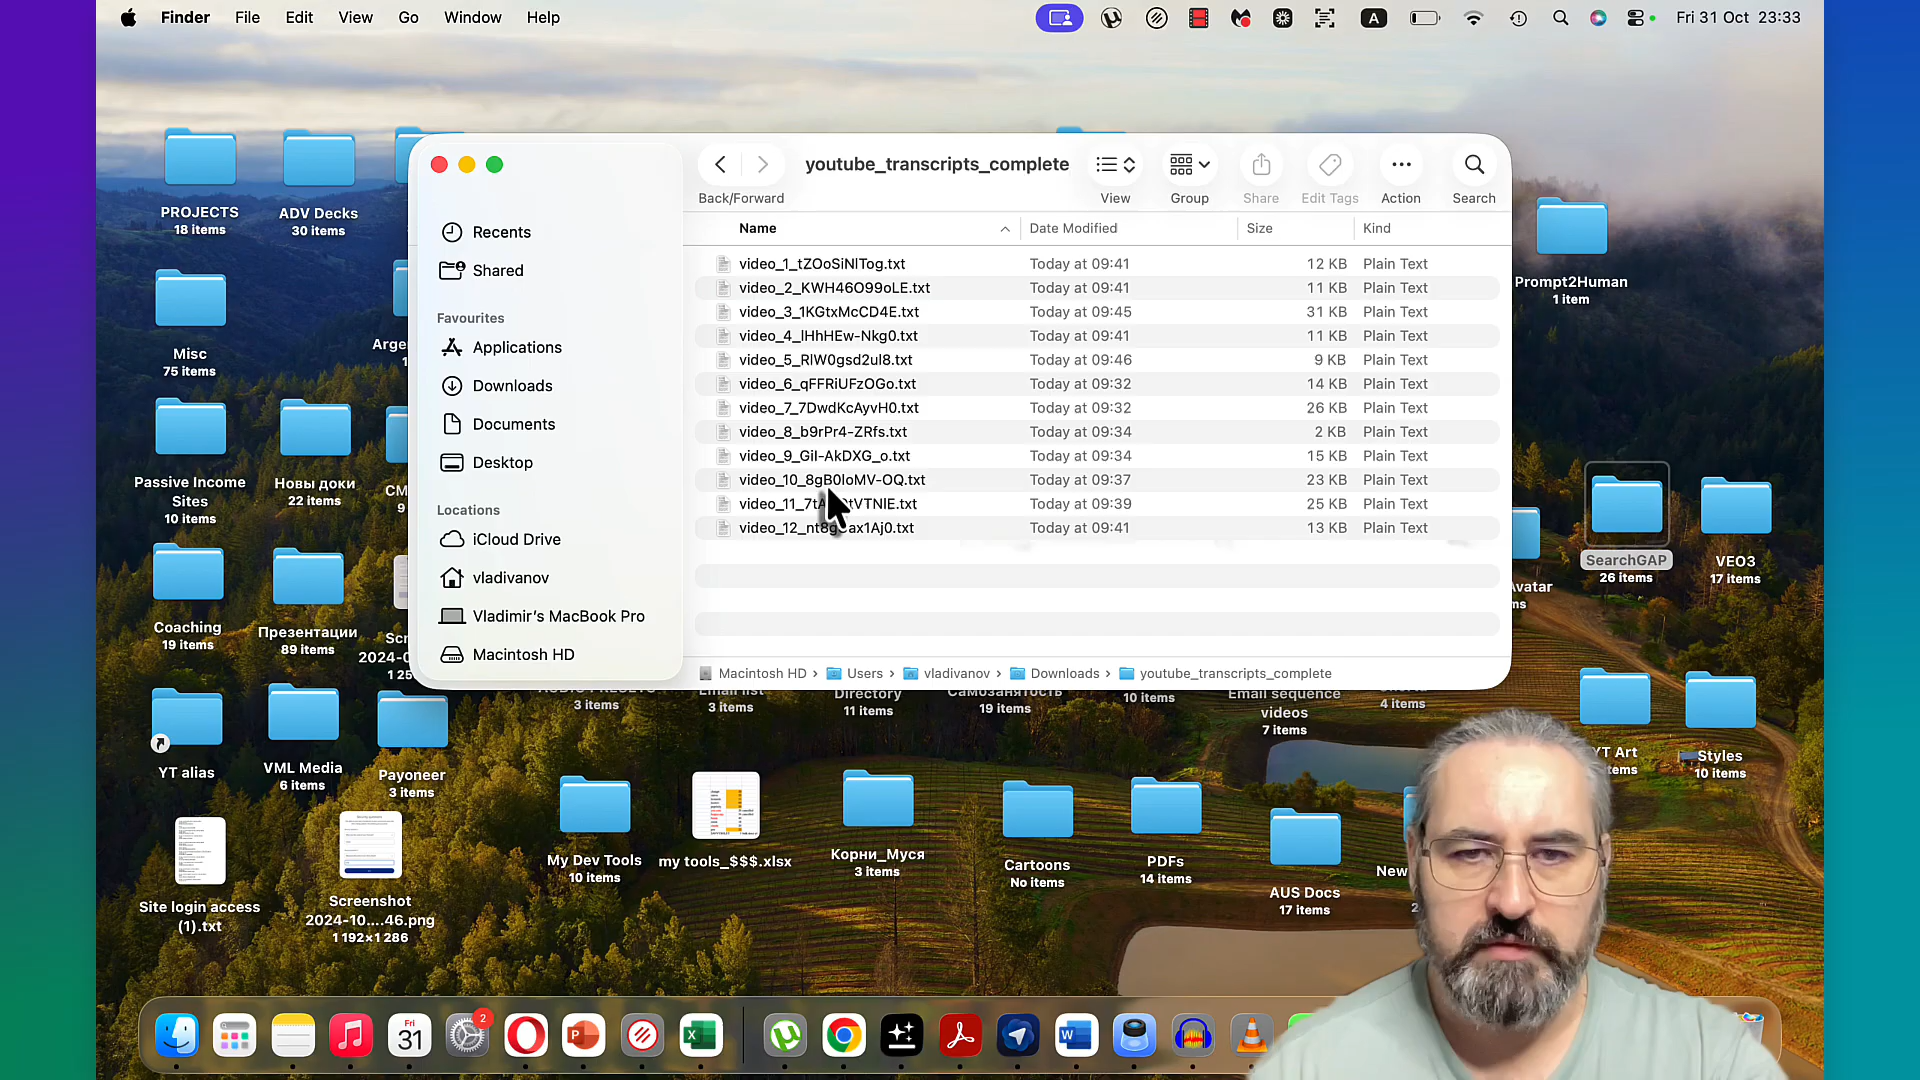 Finder File Edit View Go Window Help
A
Fri 31 Oct 23:33
youtube_transcripts_complete
Back/Forward
View
Group
Share
Edit Tags
Action
Search
Name
Date Modified
Size
Kind
video_1_tZOoSiNITog.txt Today at 09:41 12 KB Plain Text
video_2_KWH46O99oLE.txt Today at 09:41 11 KB Plain Text
video_3_1KGtxMcCD4E.txt Today at 09:45 31 KB Plain Text
video_4_lHhHEw-Nkg0.txt Today at 09:41 11 KB Plain Text
video_5_RlW0gsd2ul8.txt Today at 09:46 9 KB Plain Text
video_6_qFFRiUFzOGo.txt Today at 09:32 14 KB Plain Text
video_7_7DwdKcAyvH0.txt Today at 09:32 26 KB Plain Text
video_8_b9rPr4-ZRfs.txt Today at 09:34 2 KB Plain Text
video_9_Gil-AkDXG_o.txt Today at 09:34 15 KB Plain Text
video_10_8gB0loMV-OQ.txt Today at 09:37 23 KB Plain Text
Today at 09:39 25 KB Plain Text
Today at 09:41 13 KB Plain Text
Recents
Shared
Favourites
Applications
Downloads
Documents
Desktop
Locations
iCloud Drive
vladivanov
Vladimir's MacBook Pro
Macintosh HD
Macintosh HD › Users › vladivanov › Downloads › youtube_transcripts_complete
PROJECTS
18 items
ADV Decks
30 items
Misc
75 items
Passive Income
Sites
10 items
Новы доки
22 items
Coaching
19 items
Презентации
89 items
YT alias
VML Media
6 items
Payoneer
3 items
Site login access
(1).txt
Screenshot
2024-10....46.png
1 192×1 286
3 items
Email list
3 items
Directory
11 items
Самозанятость
19 items
10 items
Email sequence
videos
7 items
4 items
My Dev Tools
10 items
my tools_$$$.xlsx
Корни_Муся
3 items
Cartoons
No items
PDFs
14 items
AUS Docs
17 items
New
Prompt2Human
1 item
SearchGAP
26 items
VEO3
17 items
YT Art
Styles
10 items
Fri
31
2